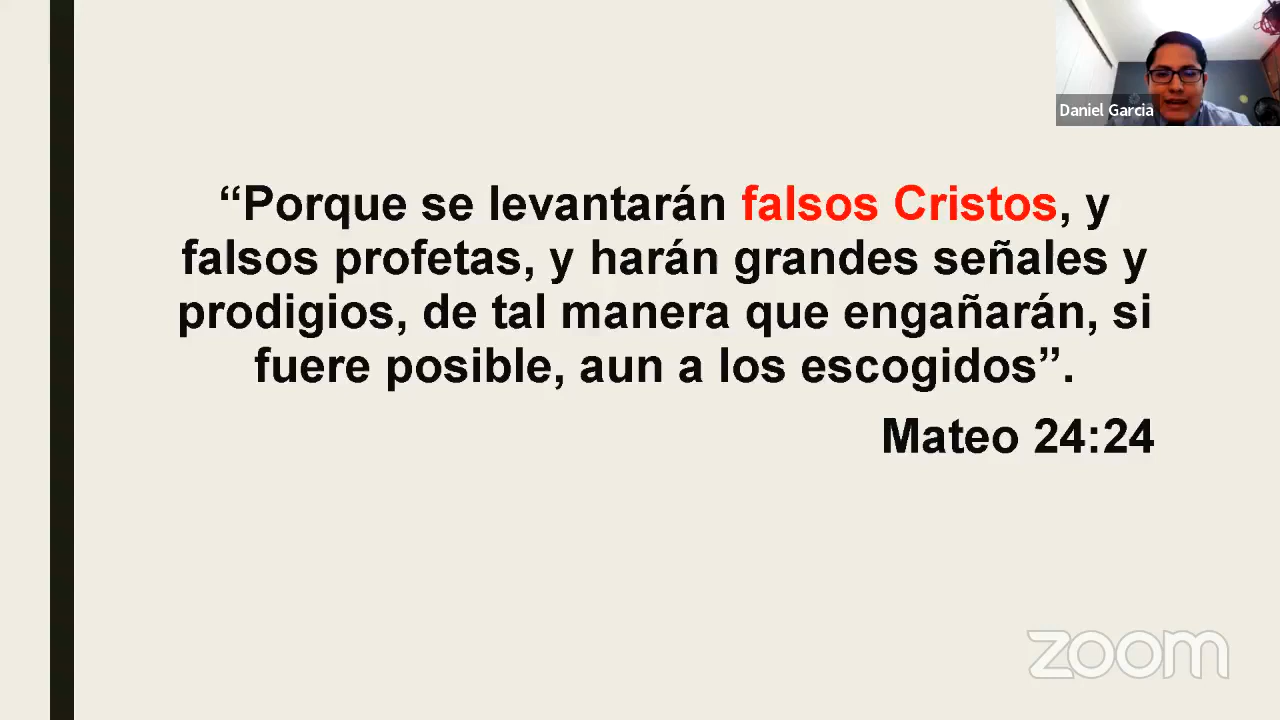 Daniel Garcia
“Porque se levantarán falsos Cristos, y
falsos profetas, y harán grandes señales y
prodigios, de tal manera que engañarán, si
fuere posible, aun a los escogidos”.
Mateo 24:24
zoom